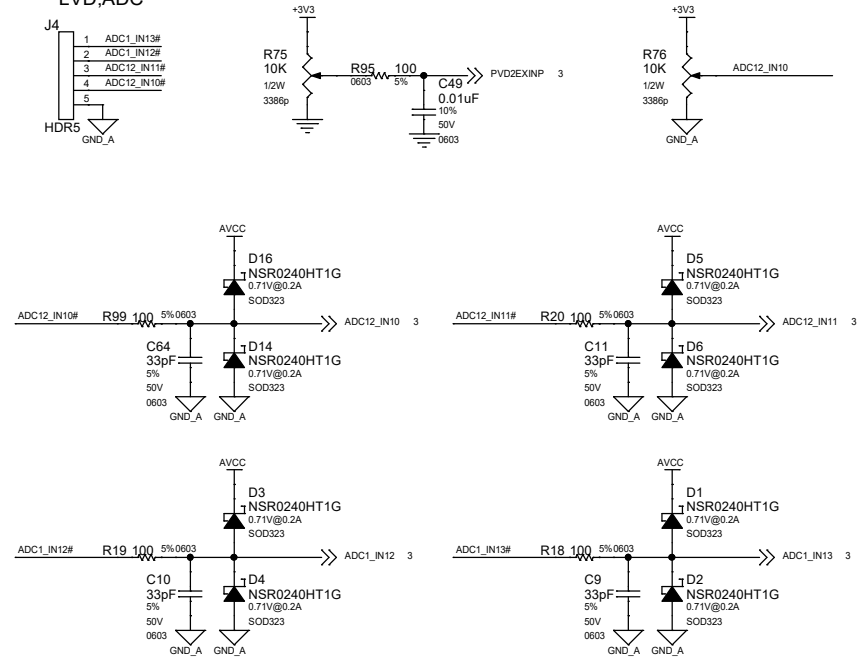 LVD,ADC
J4
1 ADC1_IN13#
2 ADC1_IN12#
3 ADC12_IN11#
4 ADC12_IN10#
5
HDR5
GND_A
+3V3
R75
10K
1/2W
3386p
R95 100
0603 5%
C49
0.01uF
10%
50V
0603
PVD2EXINP 3
+3V3
R76
10K
1/2W
3386p
ADC12_IN10
GND_A
AVCC
D16
NSR0240HT1G
0.71V@0.2A
SOD323
ADC12_IN10# R99 100 5% 0603
ADC12_IN10 3
C64
33pF
5%
50V
0603
GND_A
D14
NSR0240HT1G
0.71V@0.2A
SOD323
GND_A
AVCC
D5
NSR0240HT1G
0.71V@0.2A
SOD323
ADC12_IN11# R20 100 5% 0603
ADC12_IN11 3
C11
33pF
5%
50V
0603
GND_A
D6
NSR0240HT1G
0.71V@0.2A
SOD323
GND_A
AVCC
D3
NSR0240HT1G
0.71V@0.2A
SOD323
ADC1_IN12# R19 100 5% 0603
ADC1_IN12 3
C10
33pF
5%
50V
0603
GND_A
D4
NSR0240HT1G
0.71V@0.2A
SOD323
GND_A
AVCC
D1
NSR0240HT1G
0.71V@0.2A
SOD323
ADC1_IN13# R18 100 5% 0603
ADC1_IN13 3
C9
33pF
5%
50V
0603
GND_A
D2
NSR0240HT1G
0.71V@0.2A
SOD323
GND_A